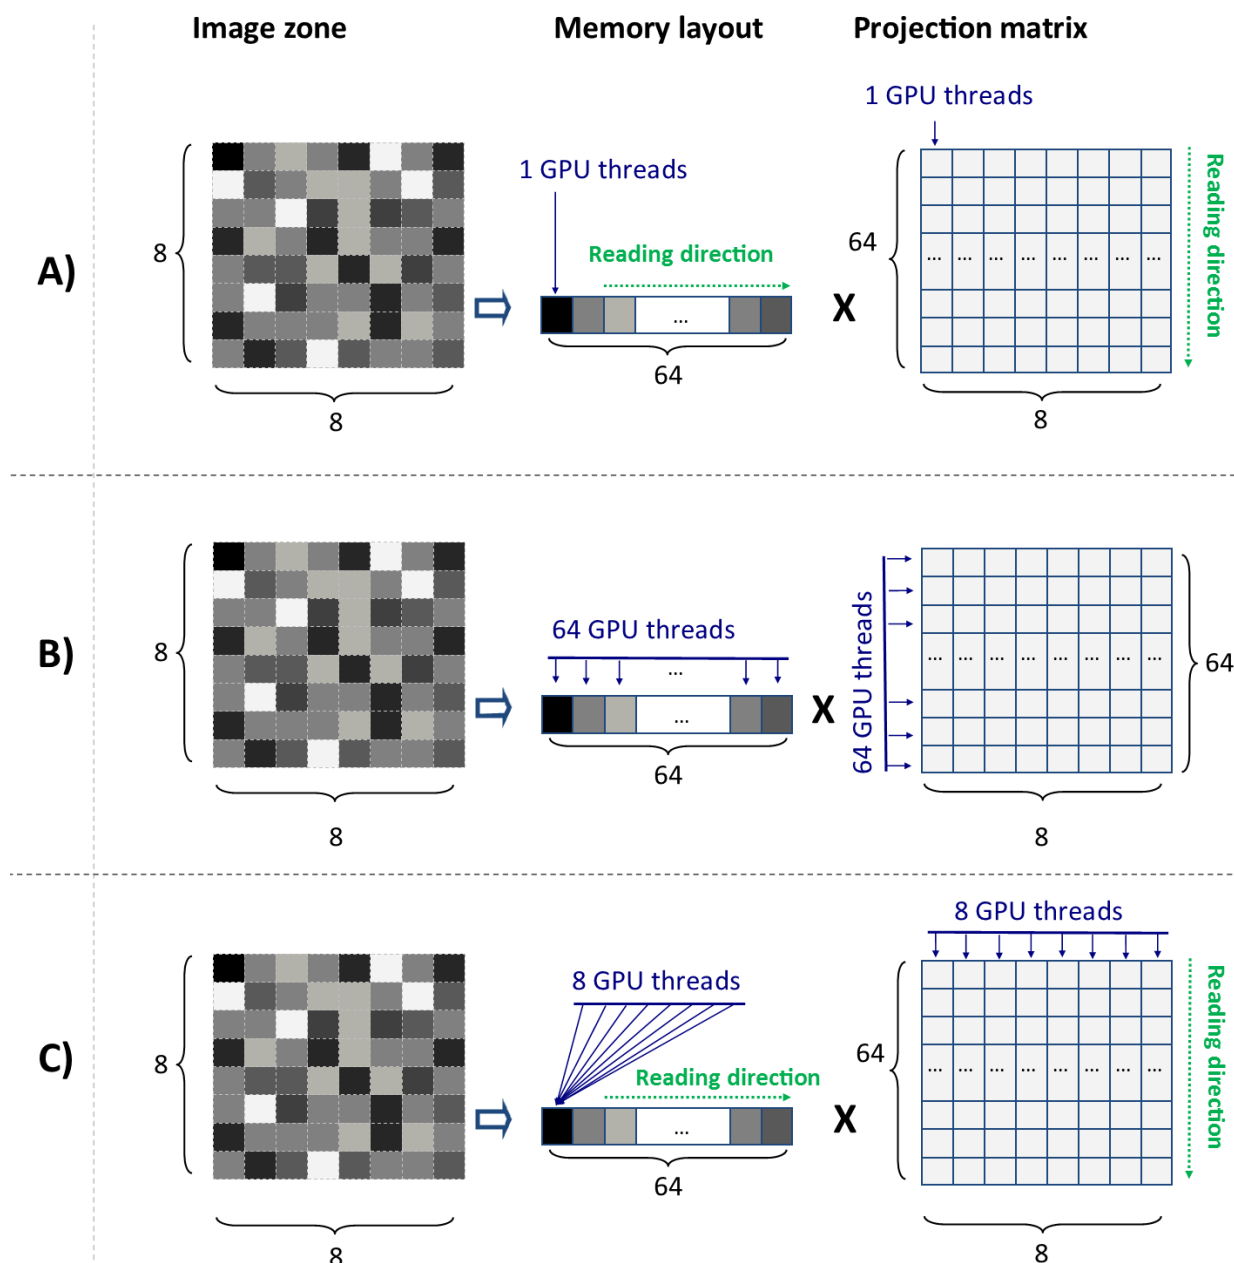 Image zone
Memory layout
Projection matrix
A)
8
8
1 GPU threads
Reading direction
...
64
X
1 GPU threads
64
... ... ... ... ... ... ... ...
8
Reading direction
B)
8
8
64 GPU threads
...
...
64
X
64 GPU threads
... ... ... ... ... ... ... ...
64
8
C)
8
8
8 GPU threads
Reading direction
...
64
X
8 GPU threads
64
... ... ... ... ... ... ... ...
8
Reading direction